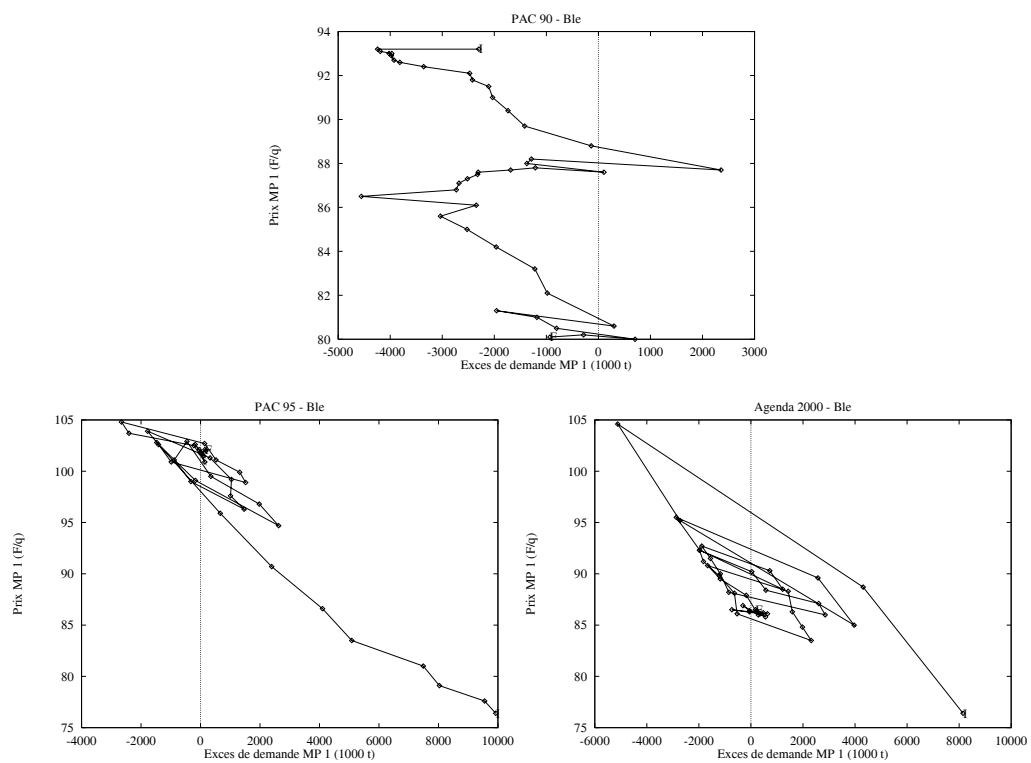 PAC 90 - Ble
94
92
90
88
86
84
82
80
Prix MP 1 (F/q)
I
F
-5000 -4000 -3000 -2000 -1000 0 1000 2000 3000
Exces de demande MP 1 (1000 t)
PAC 95 - Ble
105
100
95
90
85
80
75
Prix MP 1 (F/q)
F
I
-4000 -2000 0 2000 4000 6000 8000 10000
Exces de demande MP 1 (1000 t)
Agenda 2000 - Ble
105
100
95
90
85
80
75
Prix MP 1 (F/q)
F
I
-6000 -4000 -2000 0 2000 4000 6000 8000 10000
Exces de demande MP 1 (1000 t)